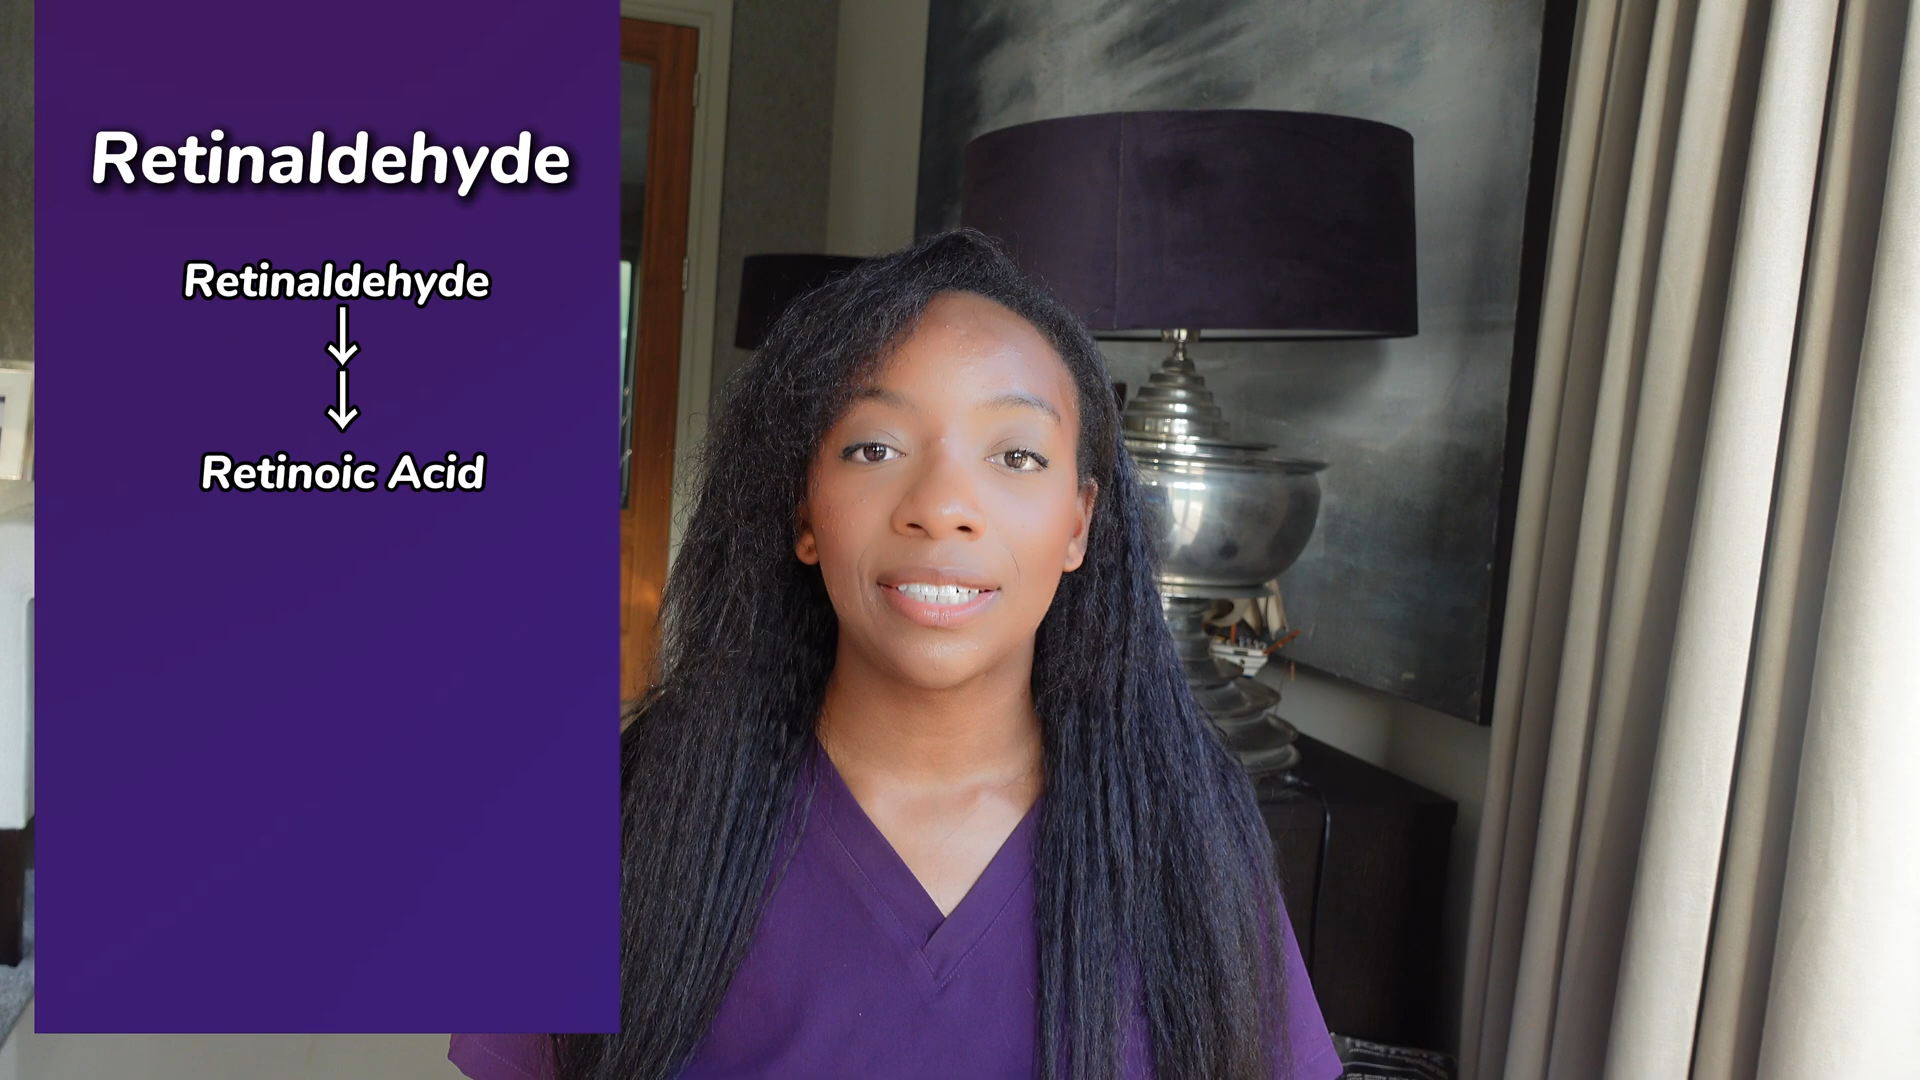 Retinaldehyde
Retinaldehyde
↓
↓
Retinoic Acid